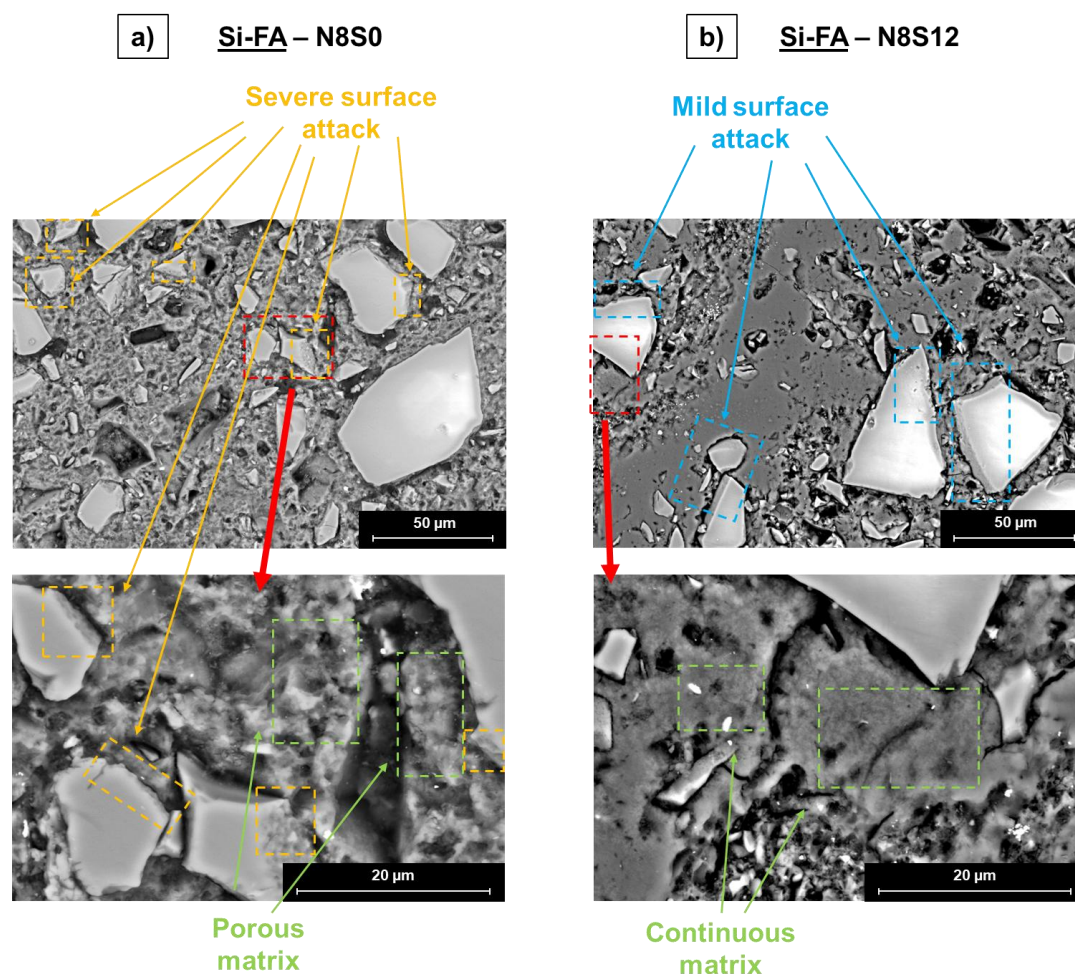 a) Si-FA – N8S0
b) Si-FA – N8S12
Severe surface
attack
Mild surface
attack
50 µm
50 µm
20 µm
20 µm
Porous
matrix
Continuous
matrix